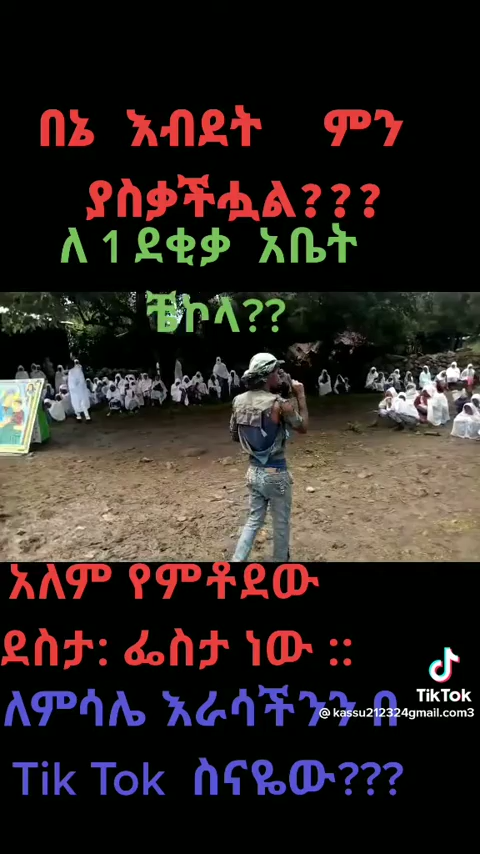 በኔ እብደት ምን
ያስቃችሗል???
ለ 1 ደቂቃ አቤት
ቼኮላ??
አለም የምቶደው
ደስታ: ፌስታ ነው ::
ለምሳሌ እራሳችንን በ
Tik Tok ስናዬው???
TikTok
@kassu212324gmail.com3